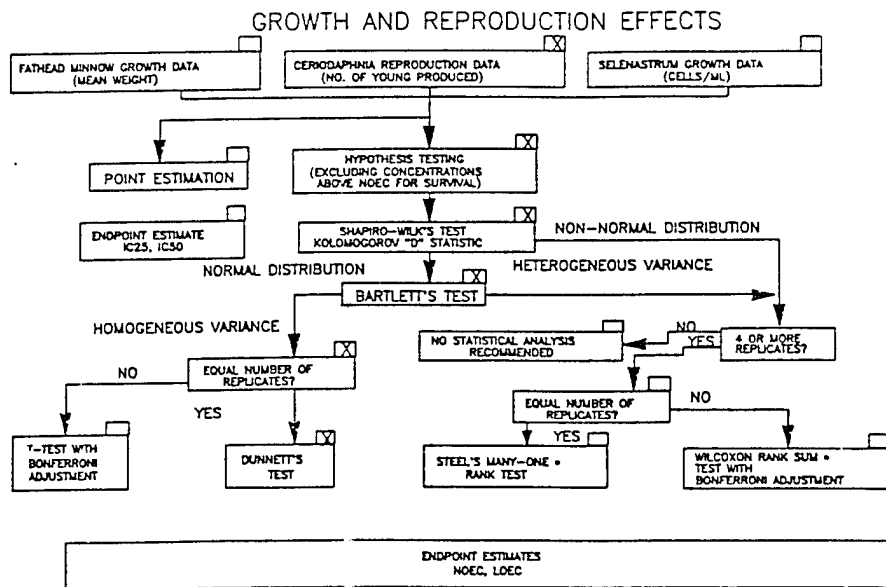 GROWTH AND REPRODUCTION EFFECTS
FATHEAD MINNOW GROWTH DATA
(MEAN WEIGHT)
X
CERIODAPHNIA REPRODUCTION DATA
(NO. OF YOUNG PRODUCED)
SELENASTRUM GROWTH DATA
(CELLS/ML)
POINT ESTIMATION
X
HYPOTHESIS TESTING
(EXCLUDING CONCENTRATIONS
ABOVE NOEC FOR SURVIVAL)
ENDPOINT ESTIMATE
IC25, IC50
X
SHAPIRO-WILK'S TEST
KOLOMOGOROV "D" STATISTIC
NON-NORMAL DISTRIBUTION
NORMAL DISTRIBUTION
HETEROGENEOUS VARIANCE
X
BARTLETT'S TEST
HOMOGENEOUS VARIANCE
NO STATISTICAL ANALYSIS
RECOMMENDED
NO
YES
4 OR MORE
REPLICATES?
X
EQUAL NUMBER OF
REPLICATES?
NO
YES
EQUAL NUMBER OF
REPLICATES?
NO
YES
T-TEST WITH
BONFERRONI
ADJUSTMENT
X
DUNNETT'S
TEST
STEEL'S MANY-ONE *
RANK TEST
WILCOXON RANK SUM *
TEST WITH
BONFERRONI ADJUSTMENT
ENDPOINT ESTIMATES
NOEC, LOEC